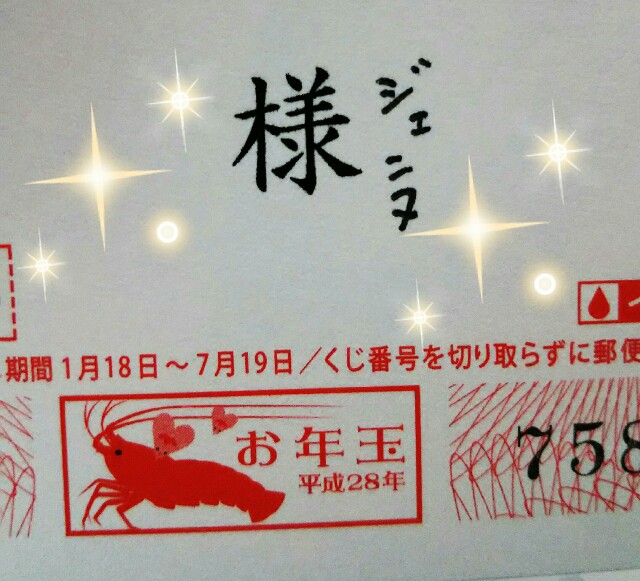 ジェニヌ
様
期間 1月18日～7月19日／くじ番号を切り取らずに郵便
お年玉
平成28年
758